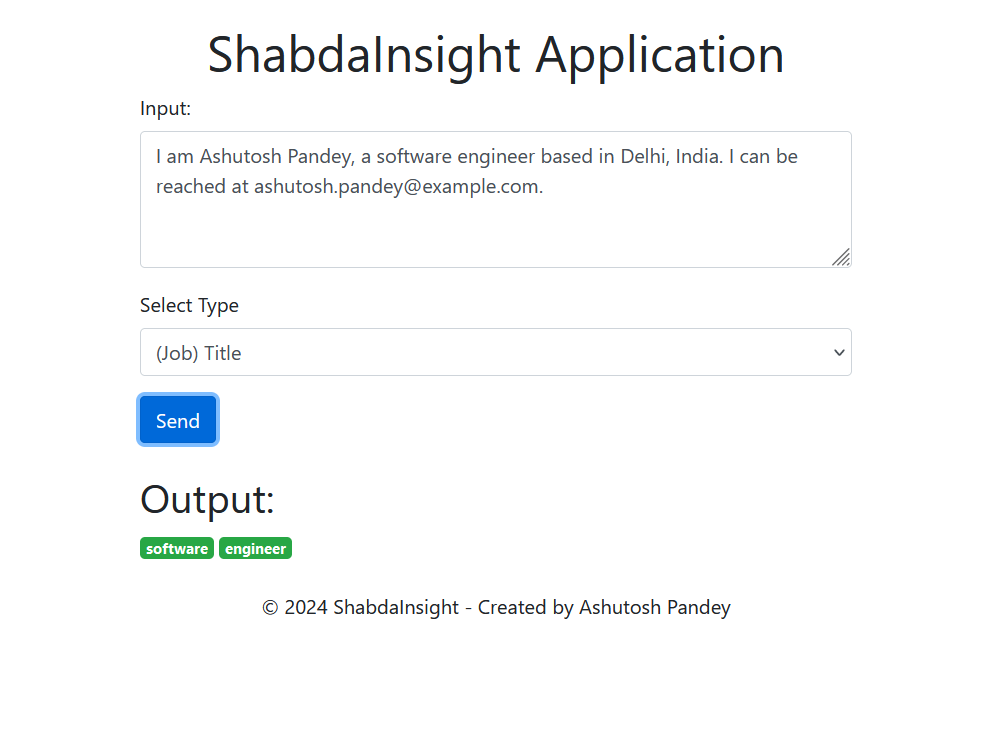 ShabdaInsight Application
Input:
I am Ashutosh Pandey, a software engineer based in Delhi, India. I can be
reached at ashutosh.pandey@example.com.
Select Type
(Job) Title
Send
Output:
software engineer
© 2024 ShabdaInsight - Created by Ashutosh Pandey